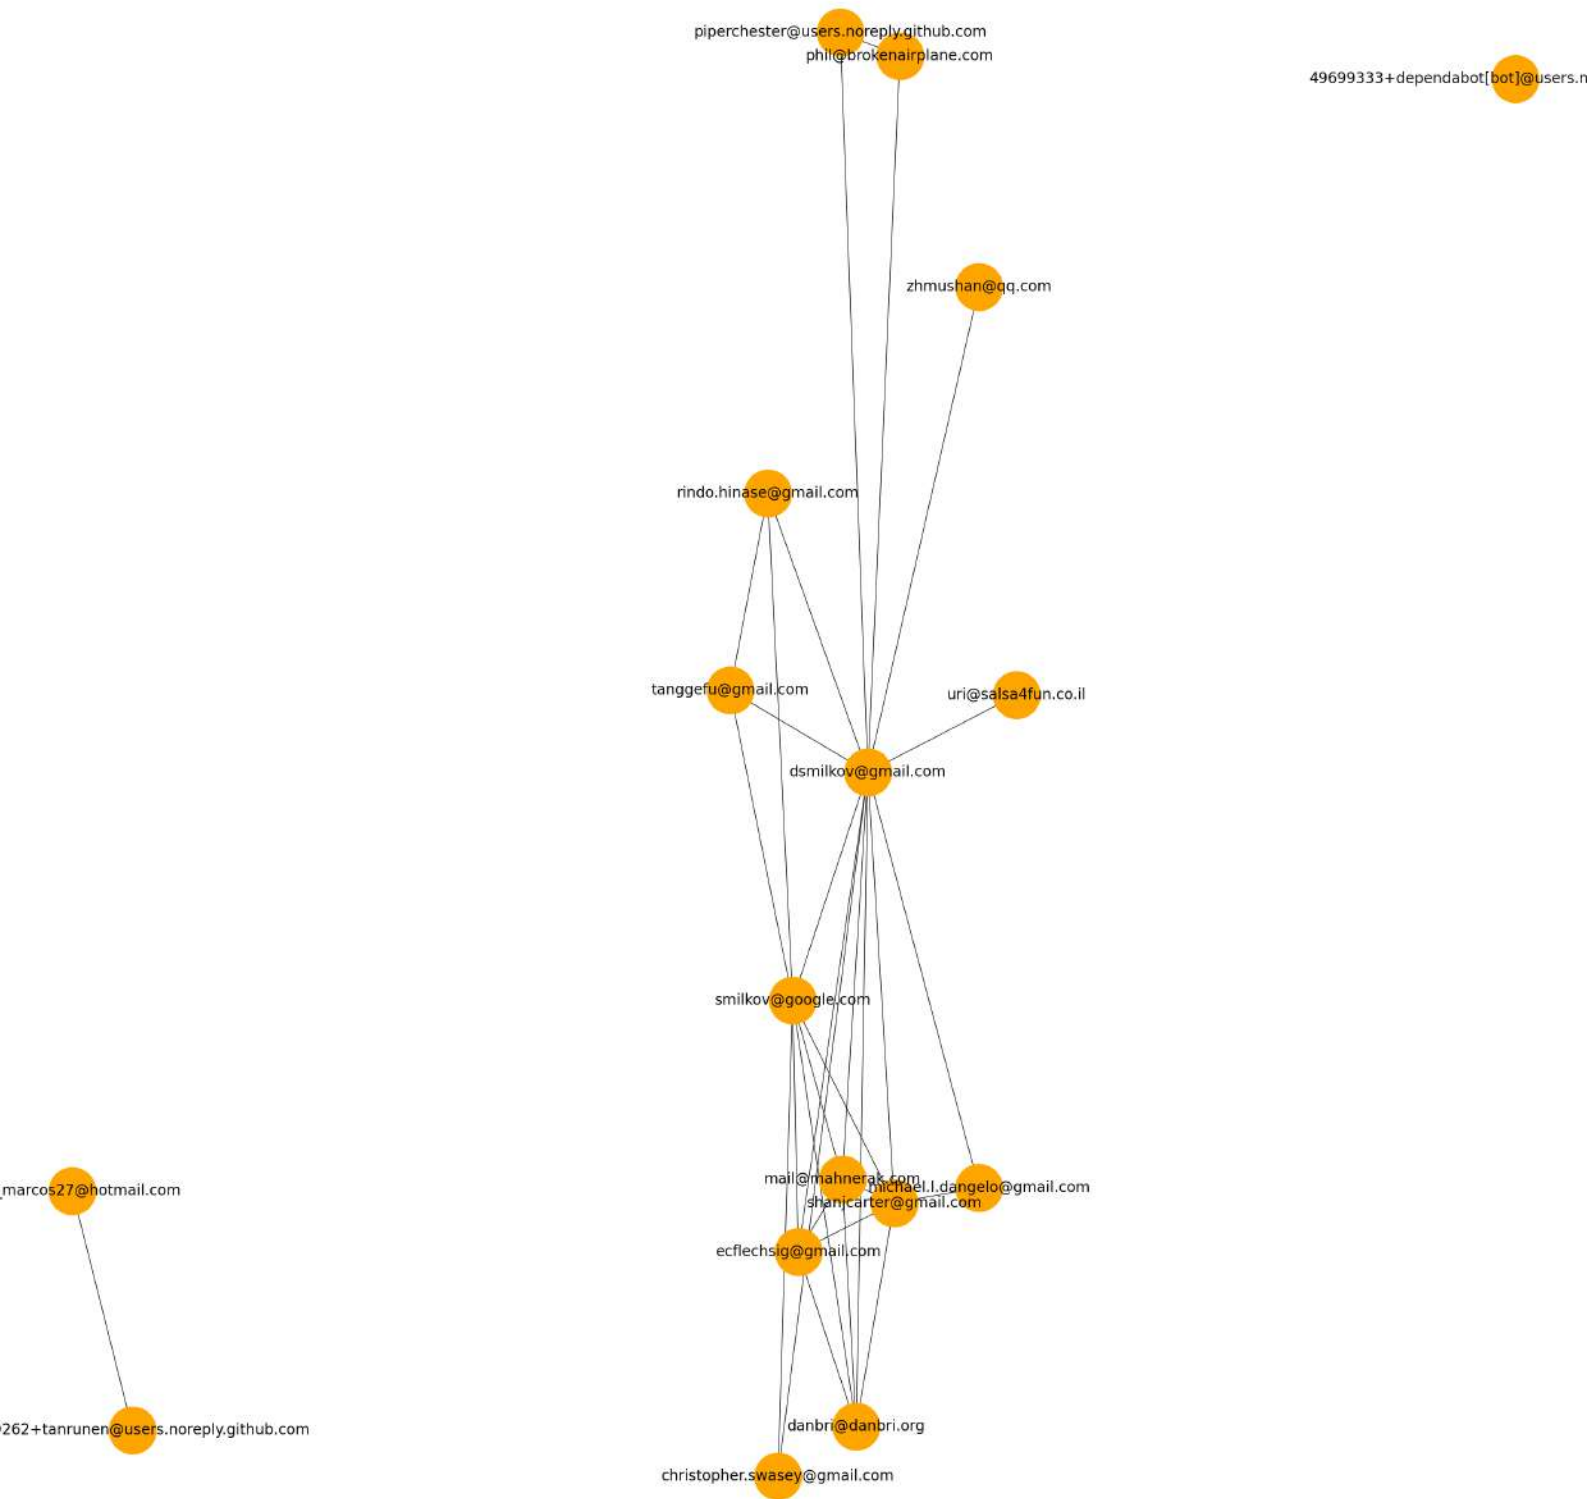 piperchester@users.noreply.github.com
phil@brokenairplane.com
49699333+dependabot[bot]@users.n
zhmushan@qq.com
rindo.hinase@gmail.com
tanggefu@gmail.com
uri@salsa4fun.co.il
dsmilkov@gmail.com
smilkov@google.com
mail@mahnerak.com
_marcos27@hotmail.com
michael.l.dangelo@gmail.com
shanjcarter@gmail.com
ecflechsig@gmail.com
danbri@danbri.org
262+tanrunen@users.noreply.github.com
christopher.swasey@gmail.com